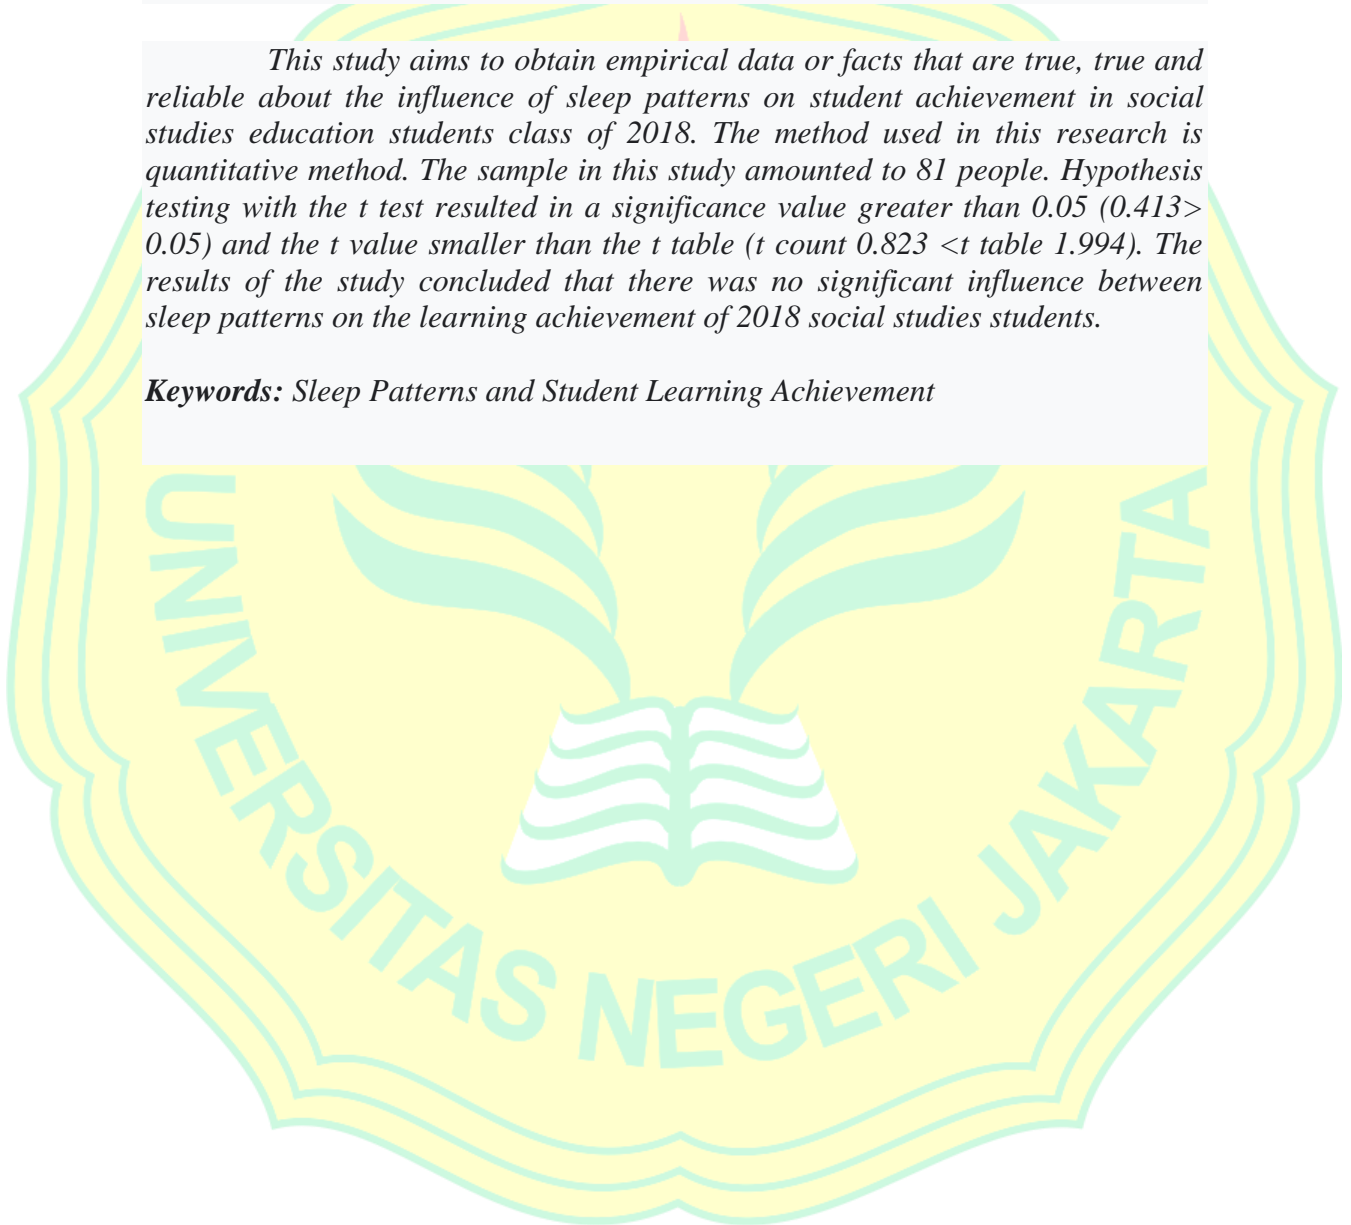 This study aims to obtain empirical data or facts that are true, true and
reliable about the influence of sleep patterns on student achievement in social
studies education students class of 2018. The method used in this research is
quantitative method. The sample in this study amounted to 81 people. Hypothesis
testing with the t test resulted in a significance value greater than 0.05 (0.413>
0.05) and the t value smaller than the t table (t count 0.823 <t table 1.994). The
results of the study concluded that there was no significant influence between
sleep patterns on the learning achievement of 2018 social studies students.
Keywords: Sleep Patterns and Student Learning Achievement
UNIVERSITAS NEGERI JAKARTA